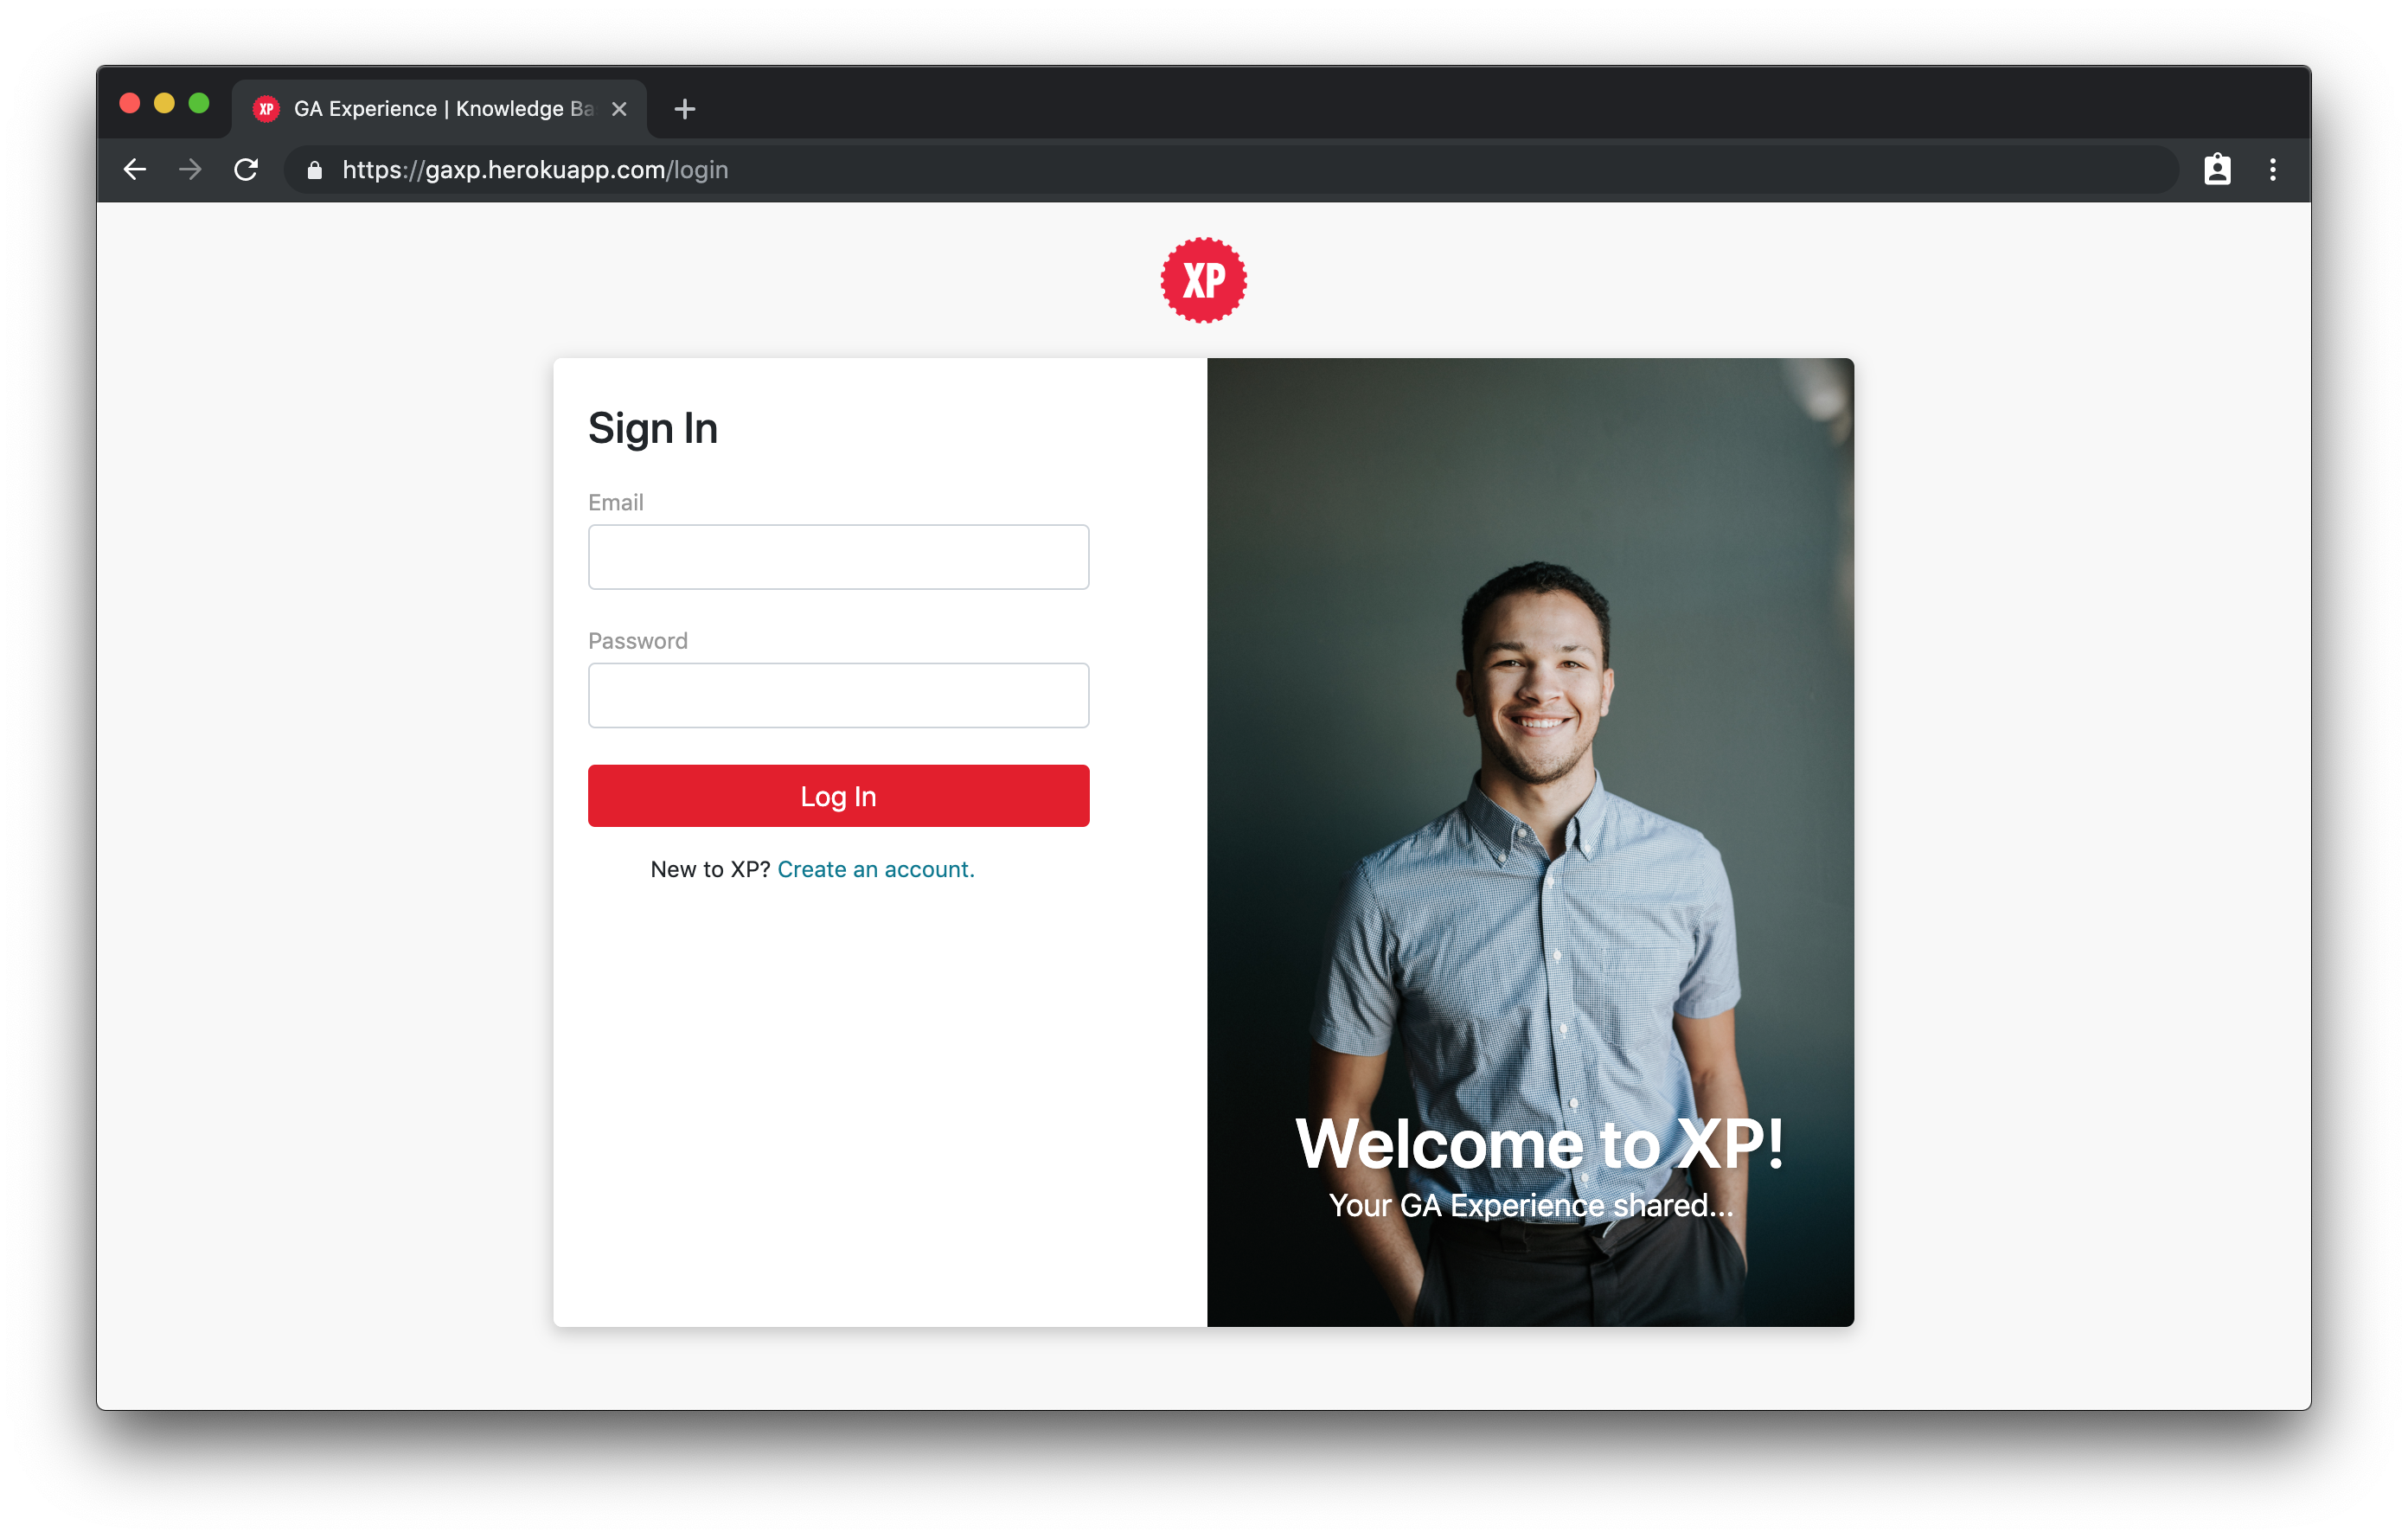 XP GA Experience | Knowledge Ba
https://gaxp.herokuapp.com/login
XP
Sign In
Email
Password
Log In
New to XP? Create an account.
Welcome to XP!
Your GA Experience shared...